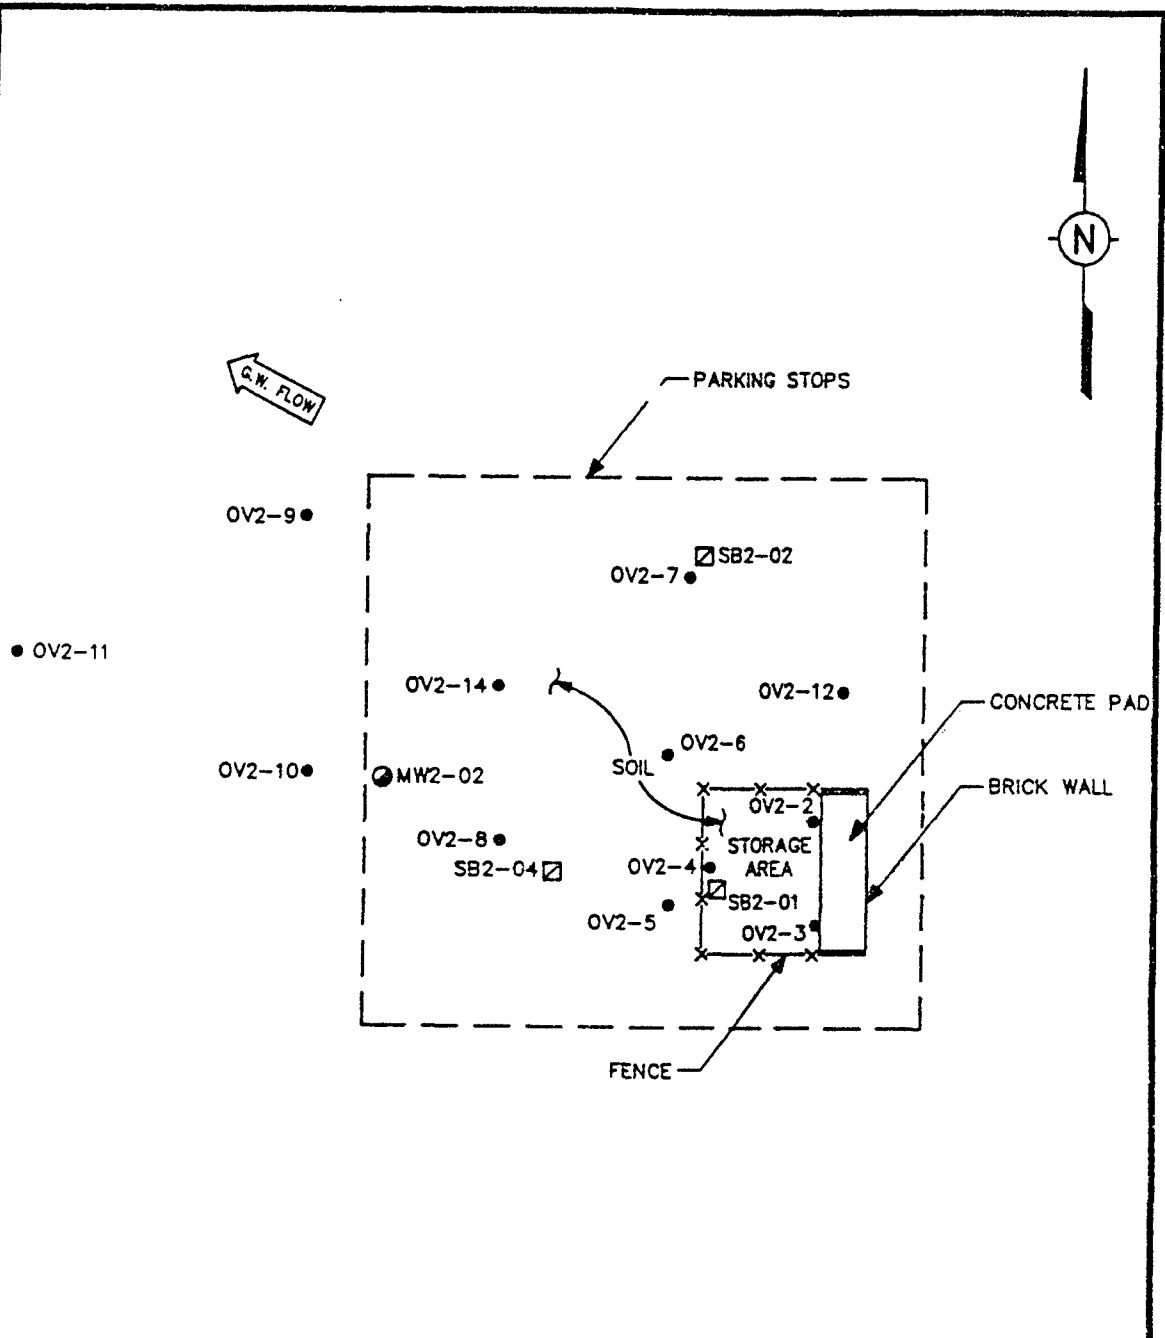 N
G.W. FLOW
PARKING STOPS
OV2-9
SB2-02
OV2-7
OV2-11
OV2-14
OV2-12
CONCRETE PAD
OV2-6
SOIL
OV2-10
MW2-02
BRICK WALL
OV2-2
OV2-8
STORAGE
AREA
SB2-04
OV2-4
SB2-01
OV2-5
OV2-3
FENCE